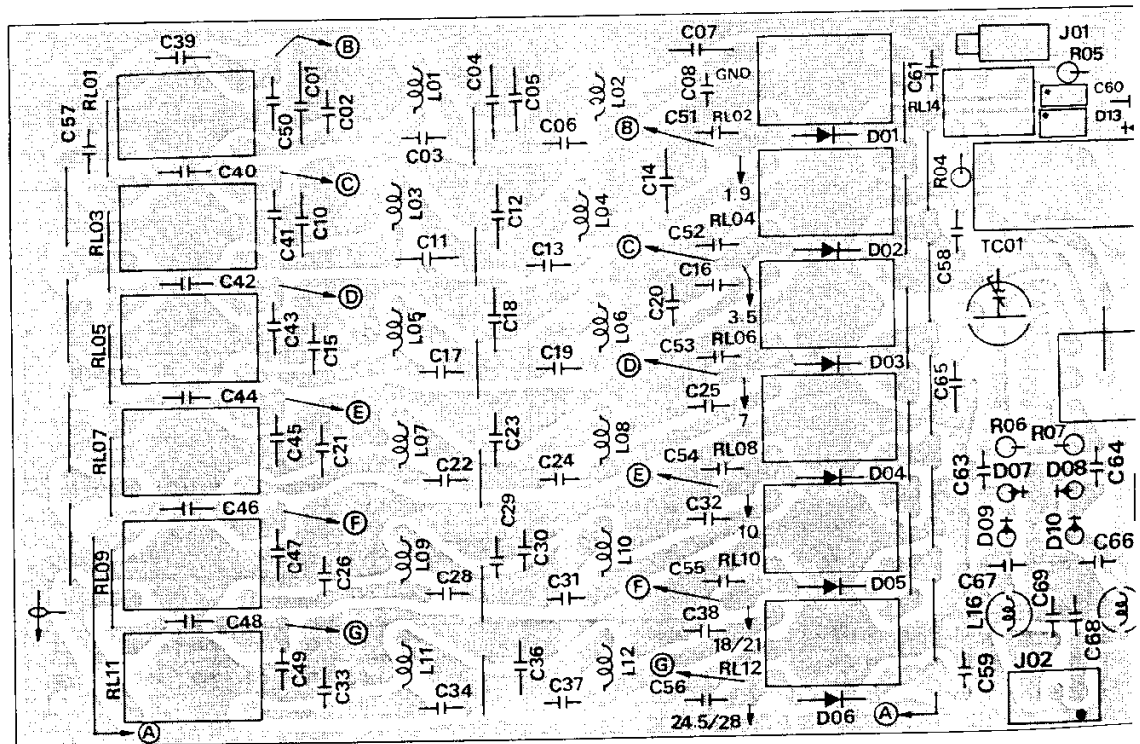 C39
B
C07
J01
R05
C57
RL01
C50
C01
C02
L01
C04
C05
L02
C08
GND
C61
RL14
C60
D13
C03
C06
B
C51
RL02
D01
C40
C
C14
1.9
R04
RL03
C41
C10
L03
C12
L04
C11
C13
C
C52
RL04
D02
C58
TC01
C42
D
C16
C20
3.5
RL05
C43
C15
L05
C18
L06
C17
C19
D
C53
RL06
D03
C65
C44
E
C25
7
R06
R07
RL07
C45
C21
L07
C23
L08
C22
C24
E
C54
RL08
D04
C63
D07
D08
C64
C46
F
C29
C32
10
D09
D10
RL09
C47
C26
L09
C30
L10
C28
C31
F
C55
RL10
D05
C66
C67
L16
C69
C68
C48
G
C38
18/21
RL11
C49
C33
L11
C36
L12
C34
C37
G
C56
RL12
D06
A
C59
J02
A
24.5/28